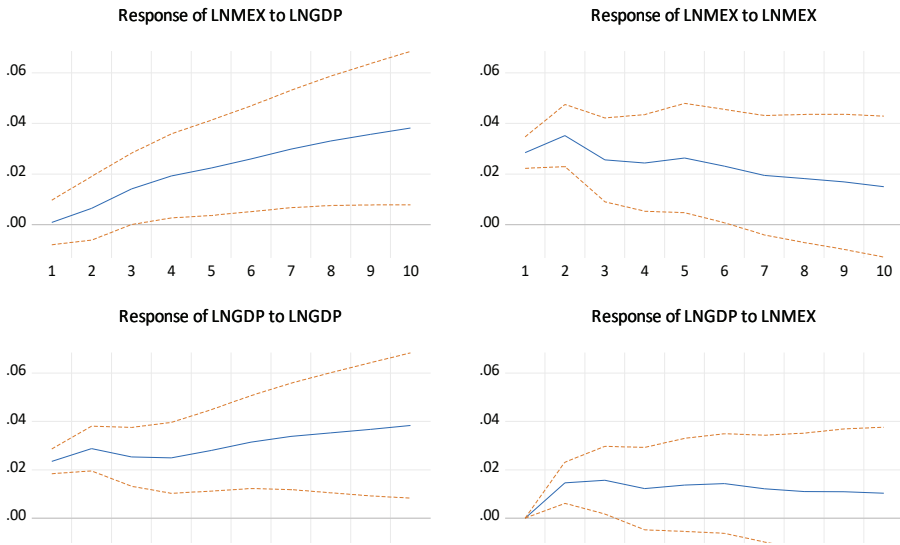 Response of LNMEX to LNGDP
Response of LNMEX to LNMEX
.06
.04
.02
.00
1 2 3 4 5 6 7 8 9 10
.06
.04
.02
.00
1 2 3 4 5 6 7 8 9 10
Response of LNGDP to LNGDP
Response of LNGDP to LNMEX
.06
.04
.02
.00
.06
.04
.02
.00